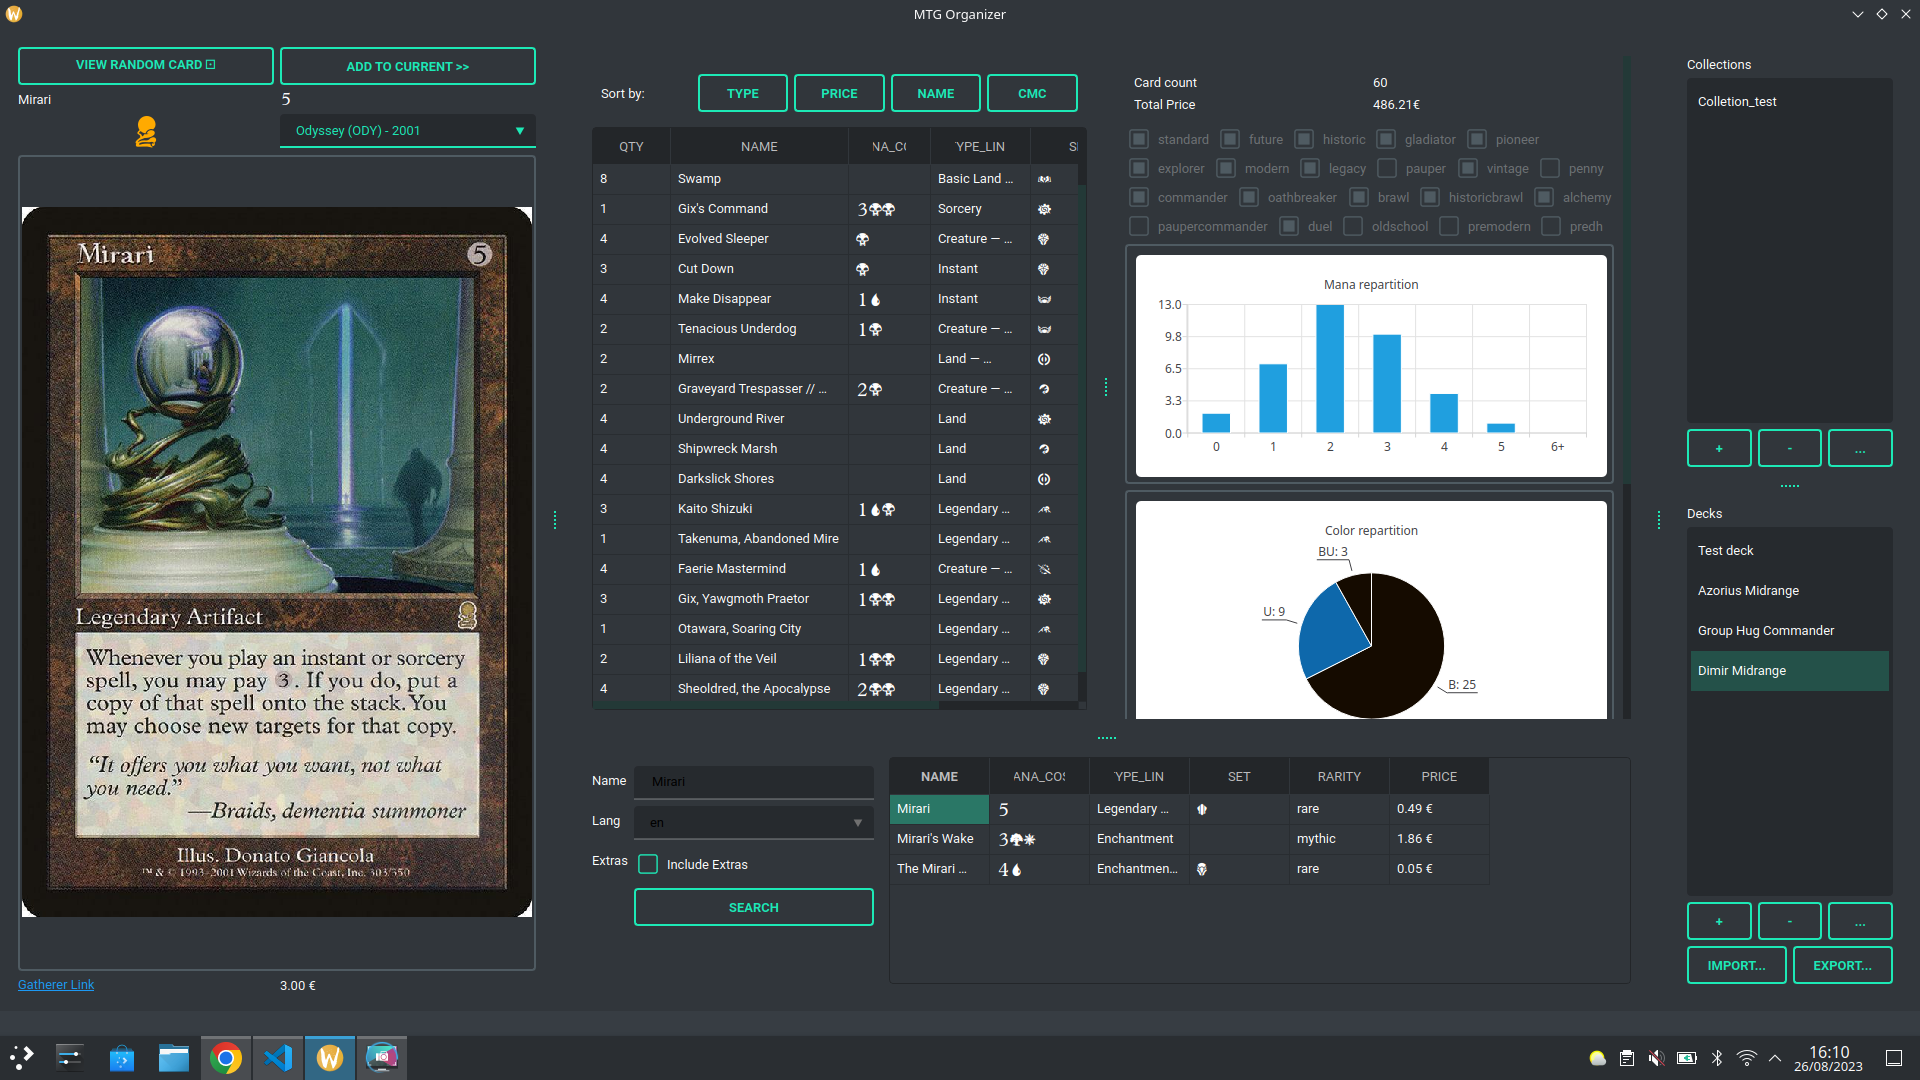 MTG Organizer
VIEW RANDOM CARD
ADD TO CURRENT >>
Mirari
5
Odyssey (ODY) - 2001
Mirari
5
Legendary Artifact
Whenever you play an instant or sorcery
spell, you may pay 3. If you do, put a
copy of that spell onto the stack. You
may choose new targets for that copy.
“It offers you what you want, not what
you need.”
—Braids, dementia summoner
Illus. Donato Giancola
™ & © 1993-2001 Wizards of the Coast, Inc. 303/350
Gatherer Link
3.00 €
Sort by:
TYPE
PRICE
NAME
CMC
QTY NAME NA_C YPE_LIN S
8 Swamp Basic Land ...
1 Gix's Command 3 Sorcery
4 Evolved Sleeper Creature — ...
3 Cut Down Instant
4 Make Disappear 1 Instant
2 Tenacious Underdog 1 Creature — ...
2 Mirrex Land — ...
2 Graveyard Trespasser // ... 2 Creature — ...
4 Underground River Land
4 Shipwreck Marsh Land
4 Darkslick Shores Land
3 Kaito Shizuki 1 Legendary ...
1 Takenuma, Abandoned Mire Legendary ...
4 Faerie Mastermind 1 Creature — ...
3 Gix, Yawgmoth Praetor 1 Legendary ...
1 Otawara, Soaring City Legendary ...
2 Liliana of the Veil 1 Legendary ...
4 Sheoldred, the Apocalypse 2 Legendary ...
Card count 60
Total Price 486.21€
standard future historic gladiator pioneer
explorer modern legacy pauper vintage penny
commander oathbreaker brawl historicbrawl alchemy
paupercommander duel oldschool premodern predh
Mana repartition
13.0
9.8
6.5
3.3
0.0
0 1 2 3 4 5 6+
Color repartition
BU: 3
U: 9
B: 25
Name
Mirari
Lang
en
Extras
Include Extras
SEARCH
NAME ANA_COS YPE_LIN SET RARITY PRICE
Mirari 5 Legendary ... rare 0.49 €
Mirari's Wake 3 Enchantment mythic 1.86 €
The Mirari ... 4 Enchantmen... rare 0.05 €
Collections
Colletion_test
+
-
...
Decks
Test deck
Azorius Midrange
Group Hug Commander
Dimir Midrange
+
-
...
IMPORT...
EXPORT...
16:10
26/08/2023